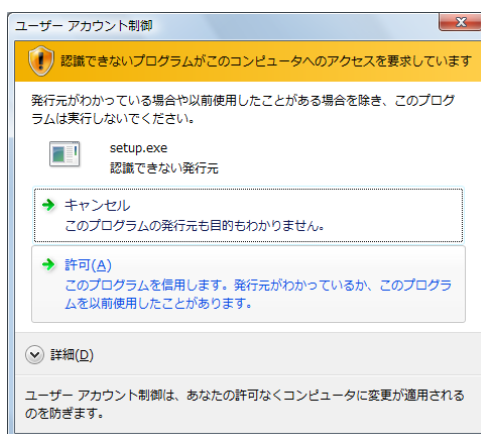 ユーザー アカウント制御
認識できないプログラムがこのコンピュータへのアクセスを要求しています
発行元がわかっている場合や以前使用したことがある場合を除き、このプログ
ラムは実行しないでください。
setup.exe
認識できない発行元
キャンセル
このプログラムの発行元も目的もわかりません。
許可(A)
このプログラムを信用します。発行元がわかっているか、このプログラ
ムを以前使用したことがあります。
詳細(D)
ユーザー アカウント制御は、あなたの許可なくコンピュータに変更が適用される
のを防ぎます。